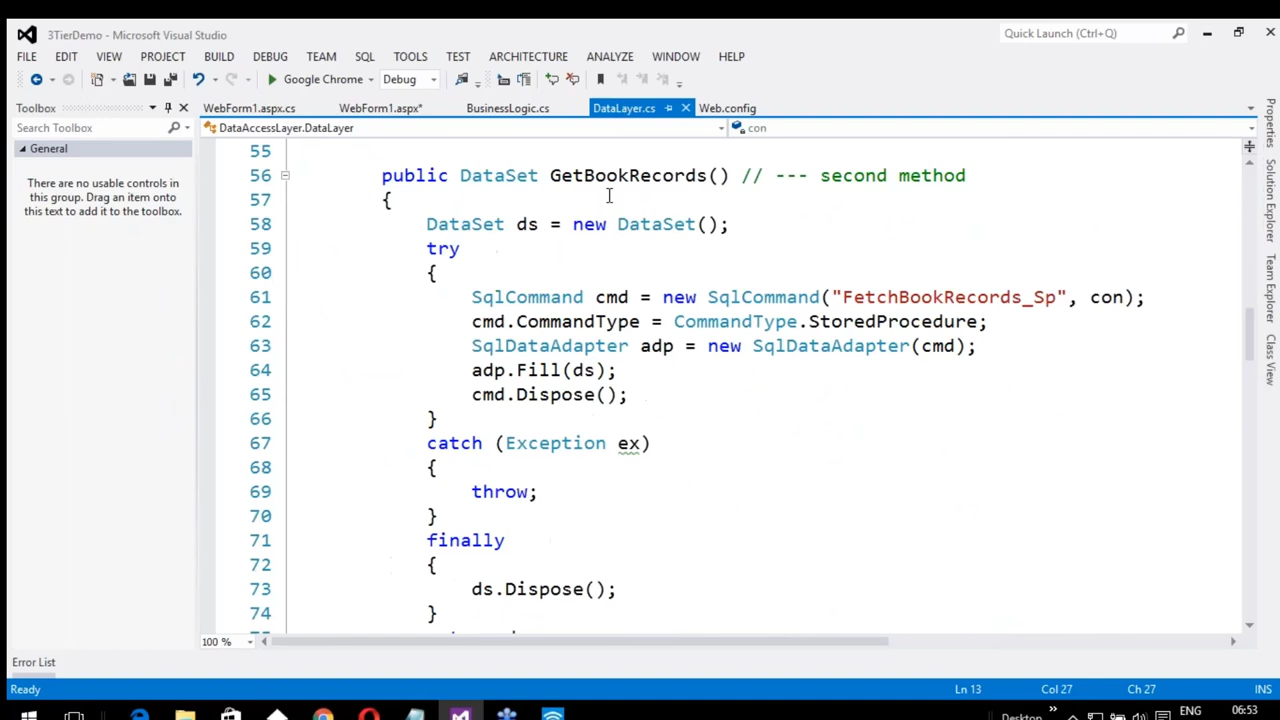 3TierDemo - Microsoft Visual Studio
Quick Launch (Ctrl+Q)
FILE EDIT VIEW PROJECT BUILD DEBUG TEAM SQL TOOLS TEST ARCHITECTURE ANALYZE WINDOW HELP
Google Chrome Debug
Toolbox
WebForm1.aspx.cs WebForm1.aspx* BusinessLogic.cs DataLayer.cs Web.config
Search Toolbox
DataAccessLayer.DataLayer con
General
There are no usable controls in
this group. Drag an item onto
this text to add it to the toolbox.
Properties
Solution Explorer
Team Explorer
Class View
55
56 public DataSet GetBookRecords() // --- second method
57 {
58 DataSet ds = new DataSet();
59 try
60 {
61 SqlCommand cmd = new SqlCommand("FetchBookRecords_Sp", con);
62 cmd.CommandType = CommandType.StoredProcedure;
63 SqlDataAdapter adp = new SqlDataAdapter(cmd);
64 adp.Fill(ds);
65 cmd.Dispose();
66 }
67 catch (Exception ex)
68 {
69 throw;
70 }
71 finally
72 {
73 ds.Dispose();
74 }
100 %
Error List
Ready Ln 13 Col 27 Ch 27 INS
Desktop » ENG 06:53